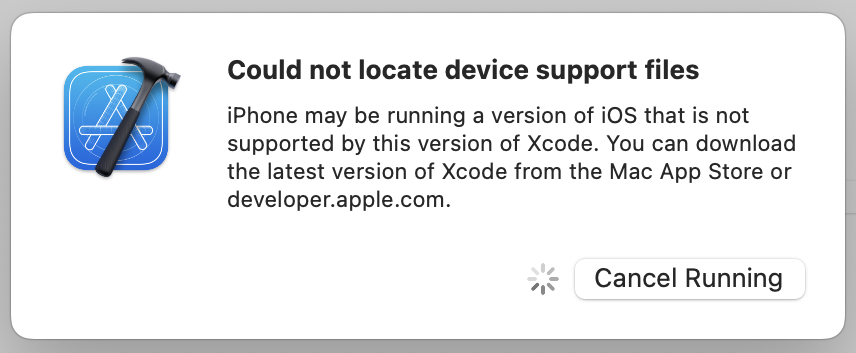 Could not locate device support files
iPhone may be running a version of iOS that is not
supported by this version of Xcode. You can download
the latest version of Xcode from the Mac App Store or
developer.apple.com.
Cancel Running